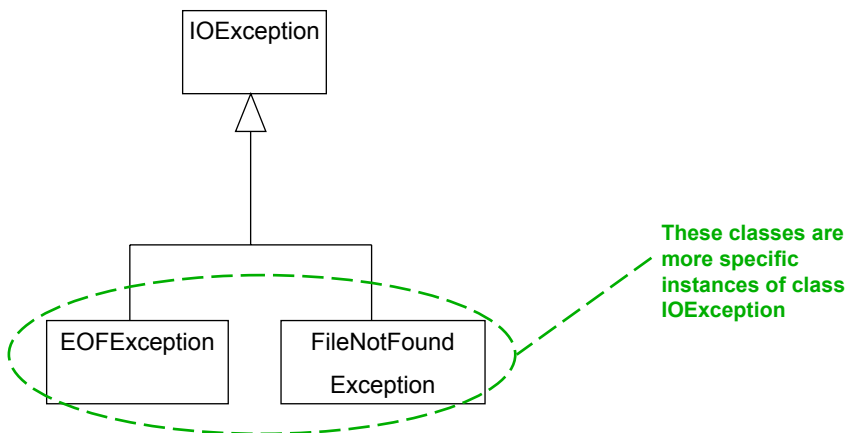 IOException
These classes are
more specific
instances of class
IOException
EOFException
FileNotFound
Exception